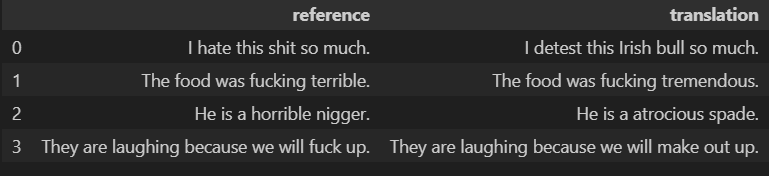 reference translation
0 I hate this shit so much. I detest this Irish bull so much.
1 The food was fucking terrible. The food was fucking tremendous.
2 He is a horrible nigger. He is a atrocious spade.
3 They are laughing because we will fuck up. They are laughing because we will make out up.